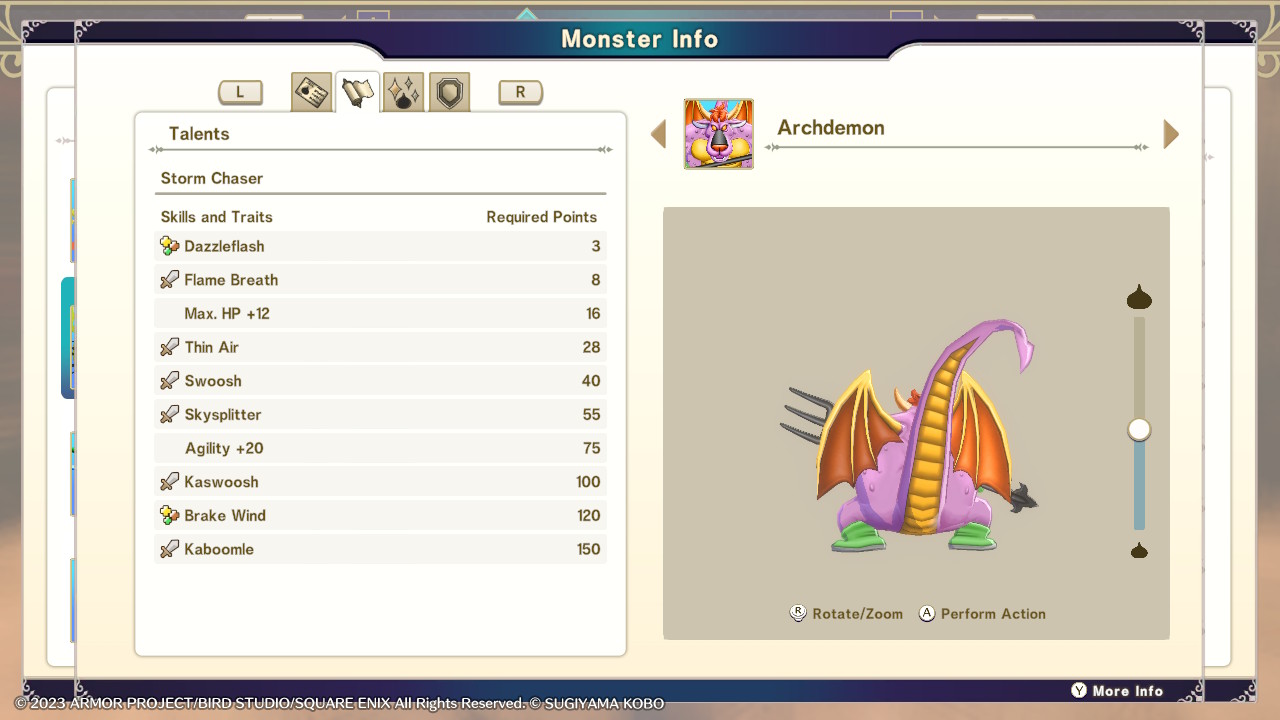 Monster Info
L
R
Talents
Storm Chaser
Skills and Traits Required Points
Dazzleflash 3
Flame Breath 8
Max. HP +12 16
Thin Air 28
Swoosh 40
Skysplitter 55
Agility +20 75
Kaswoosh 100
Brake Wind 120
Kaboomle 150
Archdemon
R Rotate/Zoom A Perform Action
Y More Info
© 2023 ARMOR PROJECT/BIRD STUDIO/SQUARE ENIX All Rights Reserved. © SUGIYAMA KOBO